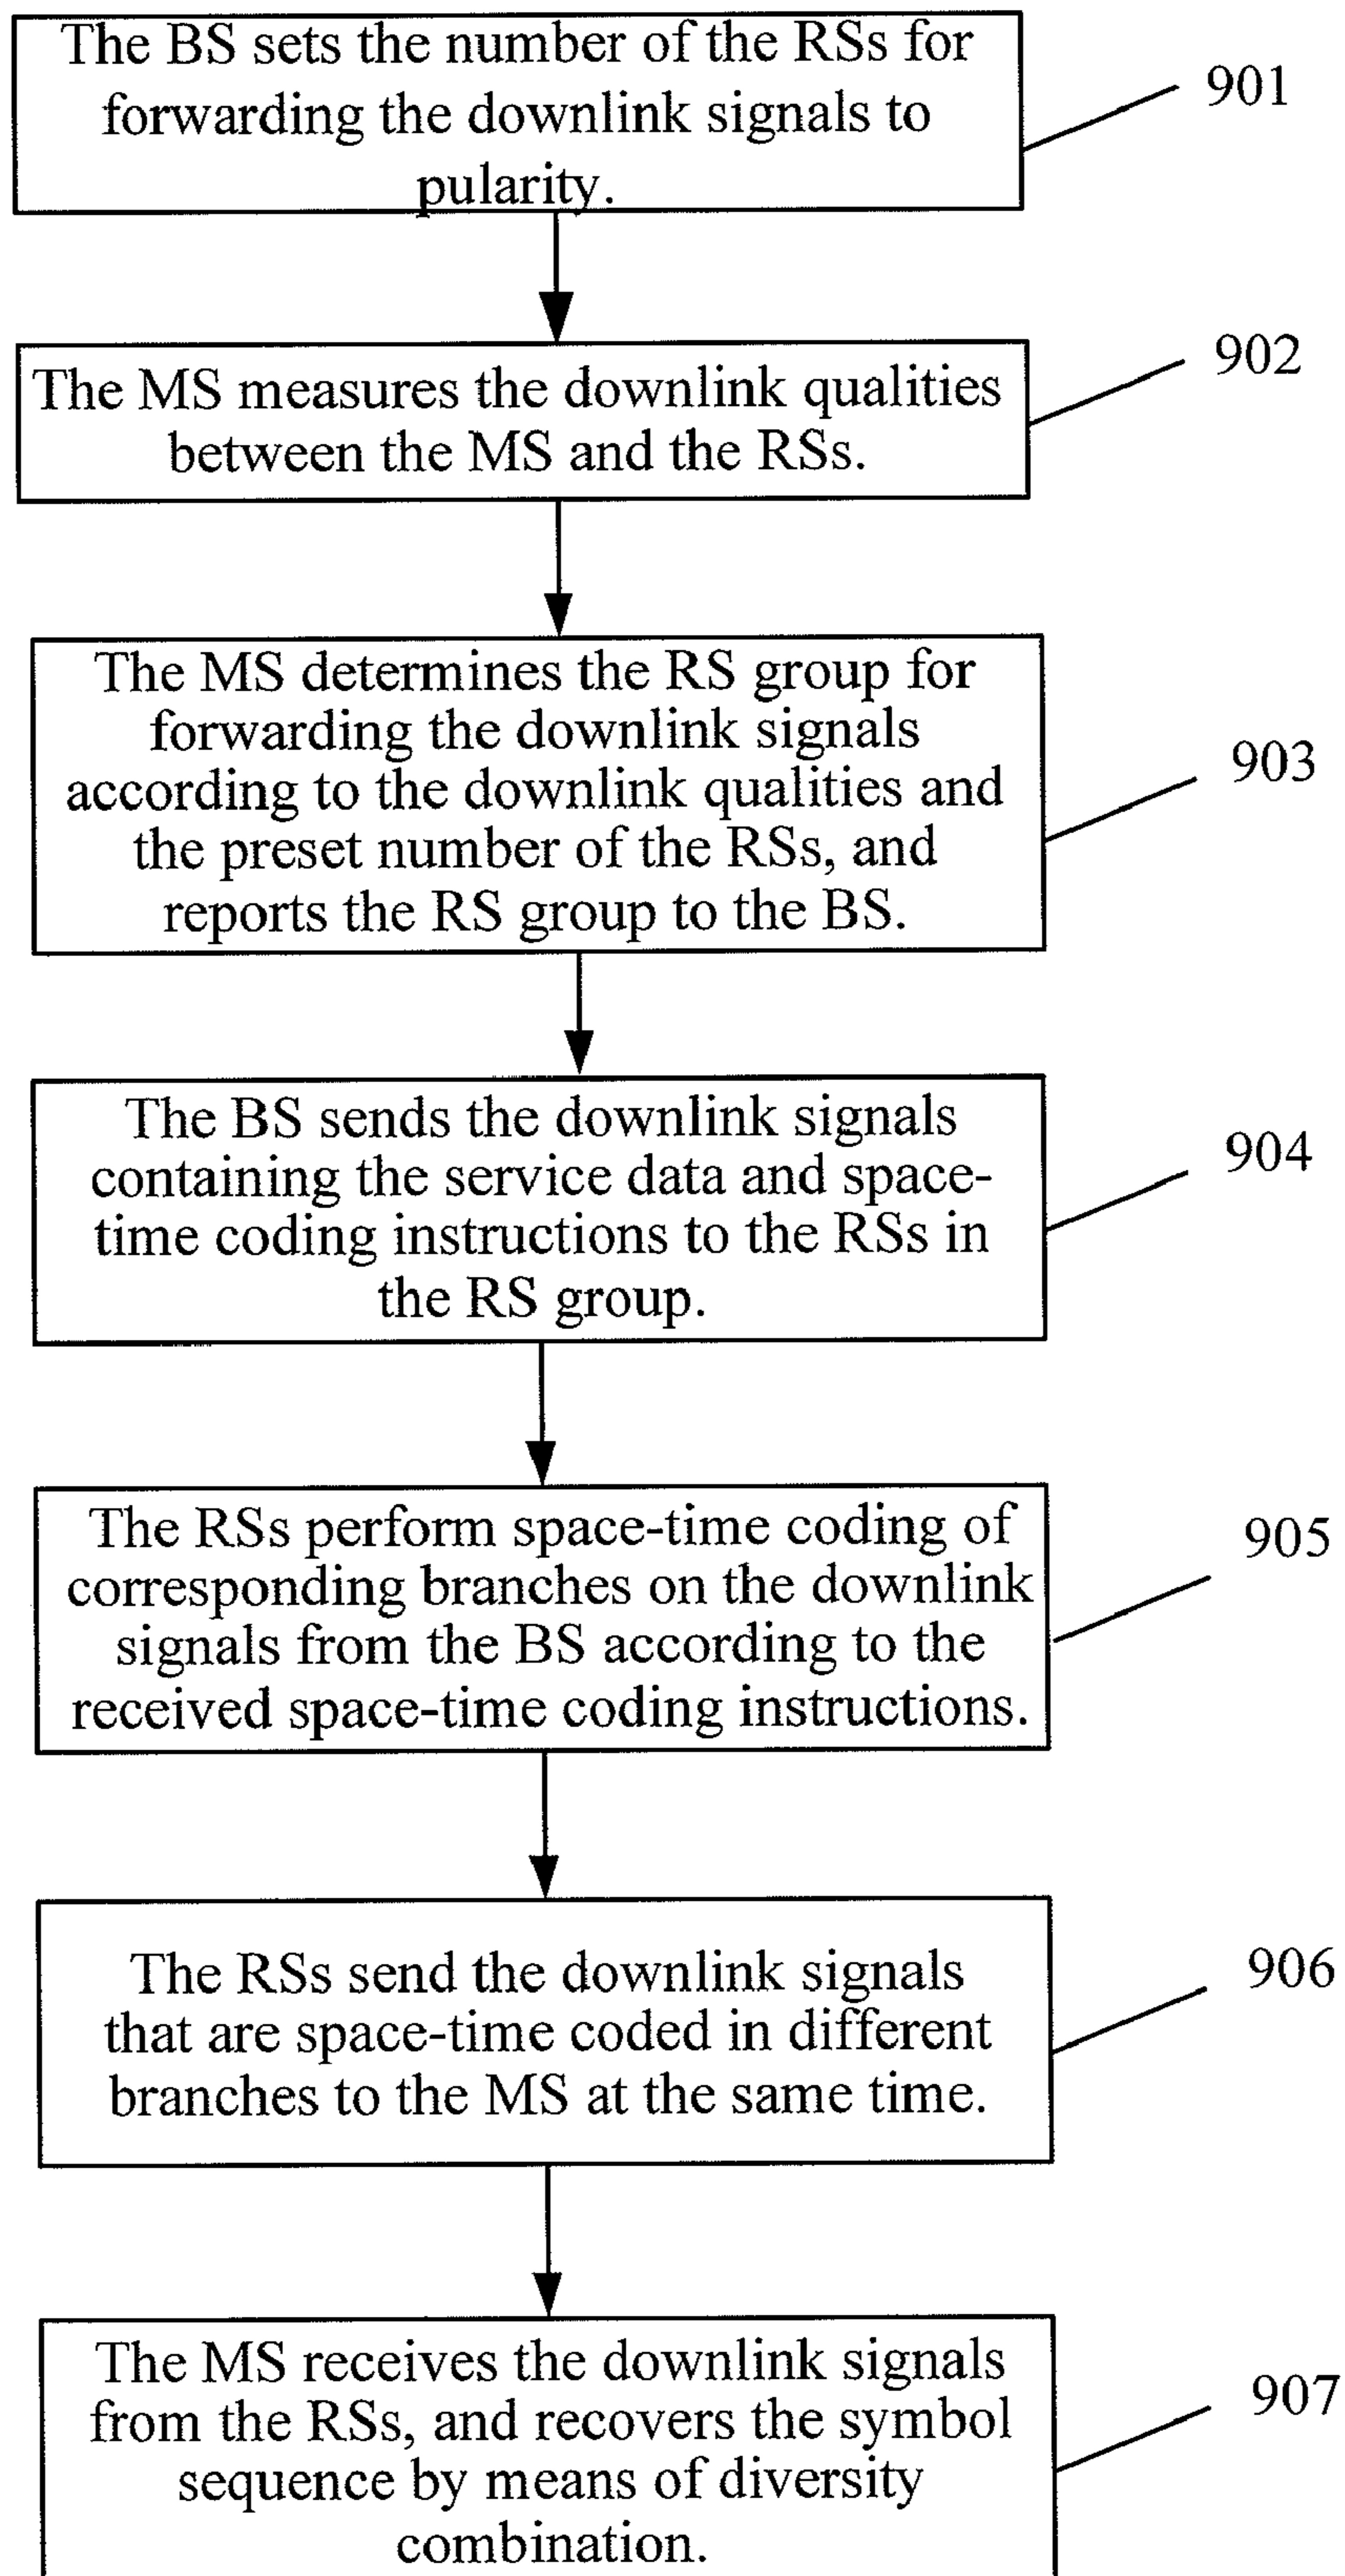 The BS sets the number of the RSs for
forwarding the downlink signals to
pularity.
901
The MS measures the downlink qualities
between the MS and the RSs.
902
The MS determines the RS group for
forwarding the downlink signals
according to the downlink qualities and
the preset number of the RSs, and
reports the RS group to the BS.
903
The BS sends the downlink signals
containing the service data and space-
time coding instructions to the RSs in
the RS group.
904
The RSs perform space-time coding of
corresponding branches on the downlink
signals from the BS according to the
received space-time coding instructions.
905
The RSs send the downlink signals
that are space-time coded in different
branches to the MS at the same time.
906
The MS receives the downlink signals
from the RSs, and recovers the symbol
sequence by means of diversity
combination.
907